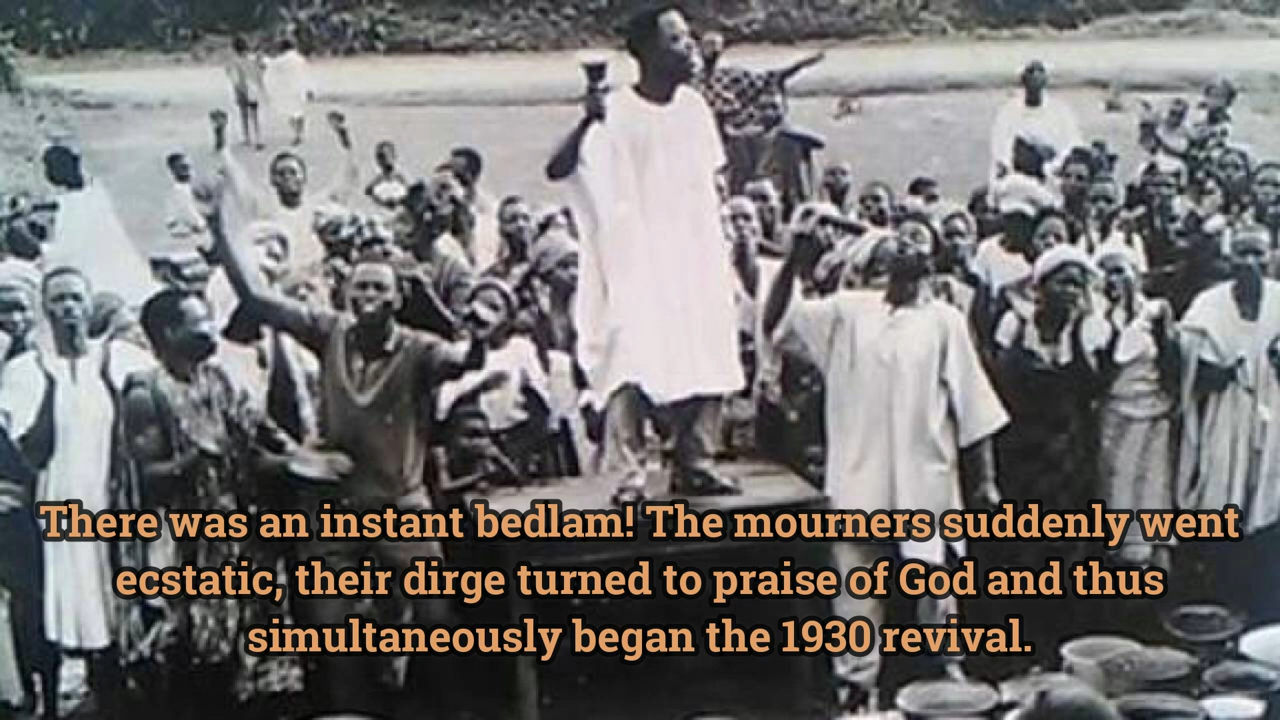 There was an instant bedlam! The mourners suddenly went
ecstatic, their dirge turned to praise of God and thus
simultaneously began the 1930 revival.